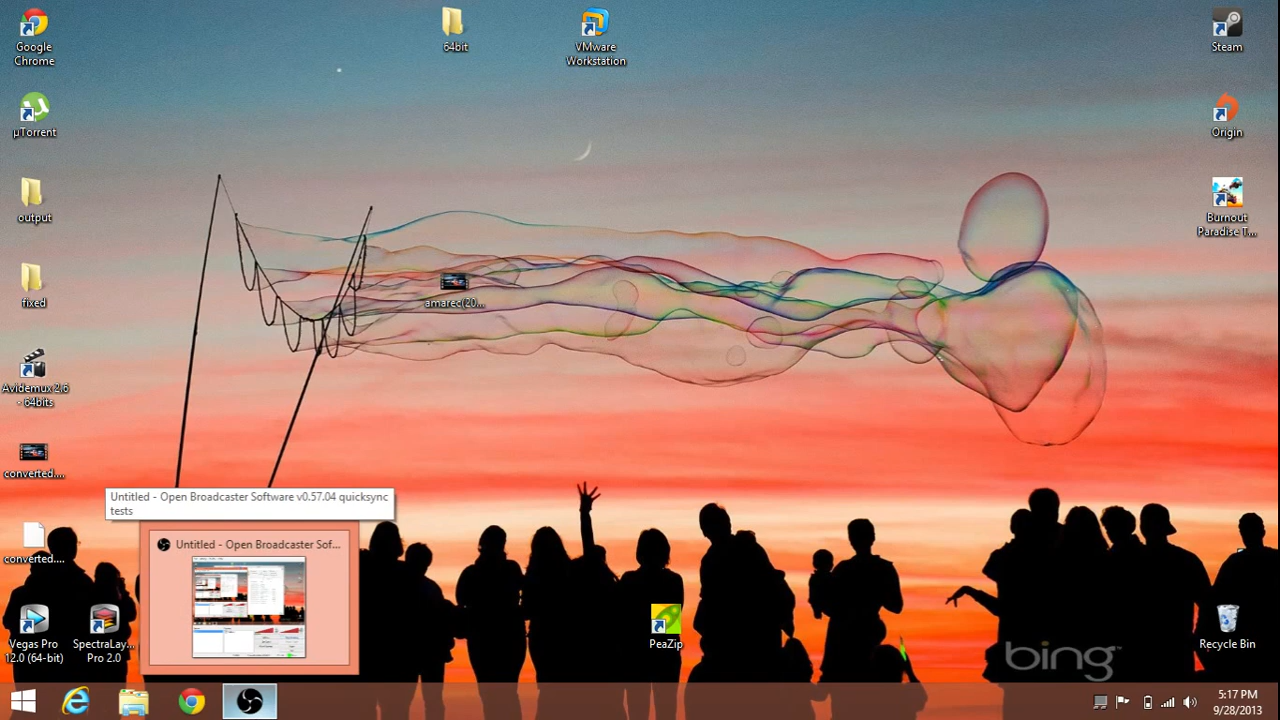 Google
Chrome
64bit
VMware
Workstation
Steam
µTorrent
Origin
output
Burnout
Paradise T...
fixed
amarec(20...
Avidemux 2.6
- 64bits
converted....
Untitled - Open Broadcaster Software v0.57.04 quicksync
tests
Untitled - Open Broadcaster Sof...
converted....
Vegas Pro
12.0 (64-bit)
SpectraLay...
Pro 2.0
PeaZip
Recycle Bin
bing™
5:17 PM
9/28/2013